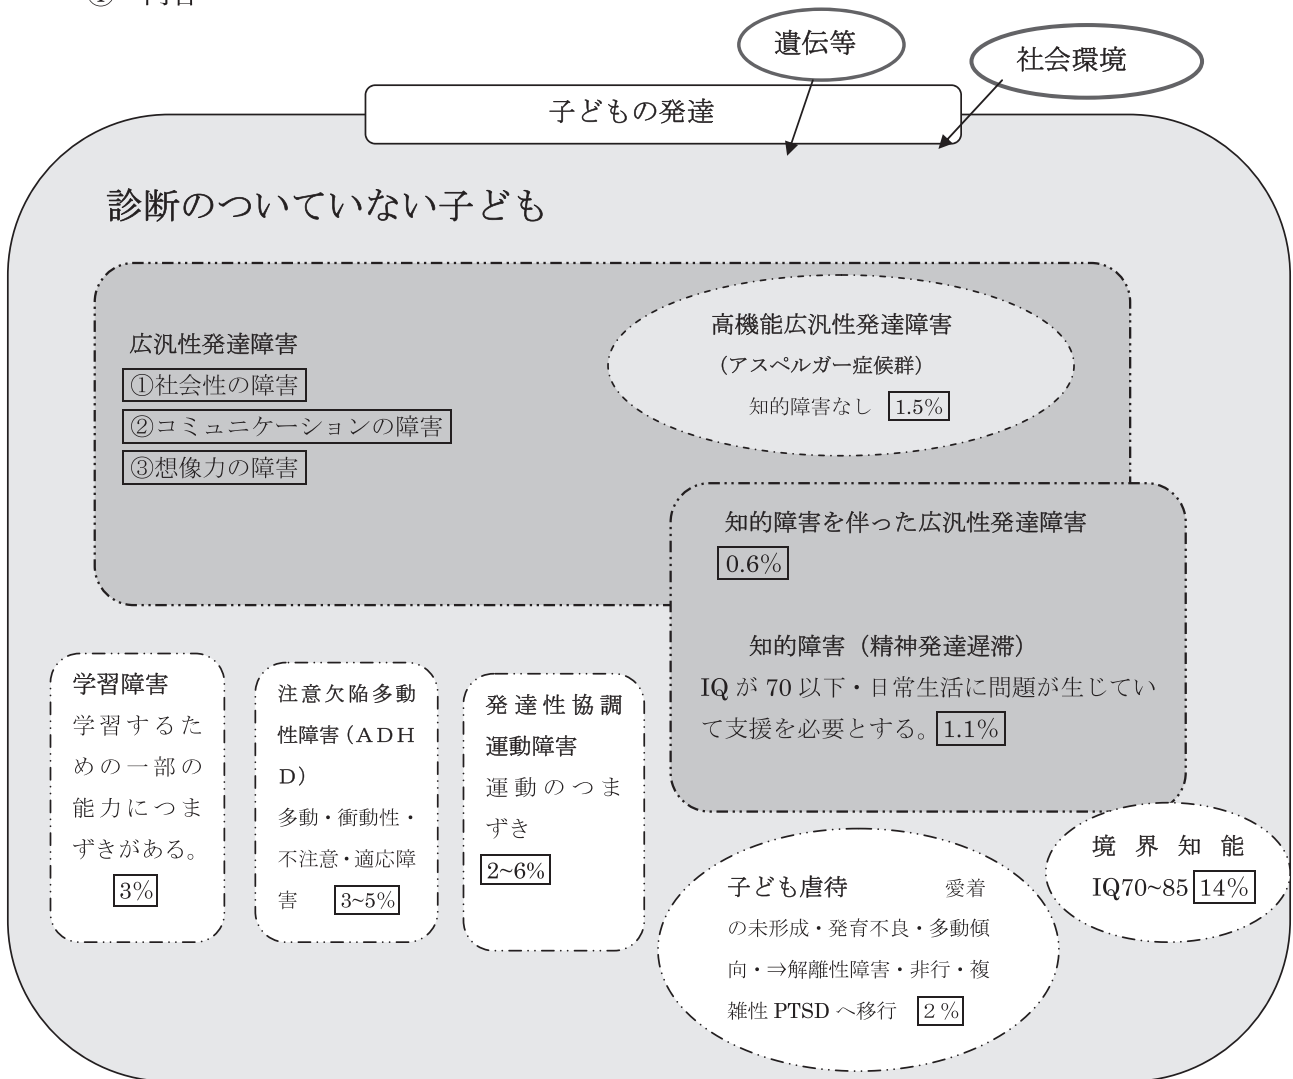 遺伝等
社会環境
子どもの発達
診断のついていない子ども
広汎性発達障害
①社会性の障害
②コミュニケーションの障害
③想像力の障害
高機能広汎性発達障害
（アスペルガー症候群）
知的障害なし 1.5%
知的障害を伴った広汎性発達障害
0.6%
知的障害（精神発達遅滞）
IQ が 70 以下・日常生活に問題が生じてい
て支援を必要とする。1.1%
学習障害
学習するた
めの一部の
能力につま
ずきがある。
3%
注意欠陥多動
性障害（ADH
D）
多動・衝動性・
不注意・適応障
害 3~5%
発達性協調
運動障害
運動のつま
ずき
2~6%
子ども虐待 愛着
の未形成・発育不良・多動傾
向・⇒解離性障害・非行・複
雑性 PTSD へ移行 2％
境界知能
IQ70~85 14%